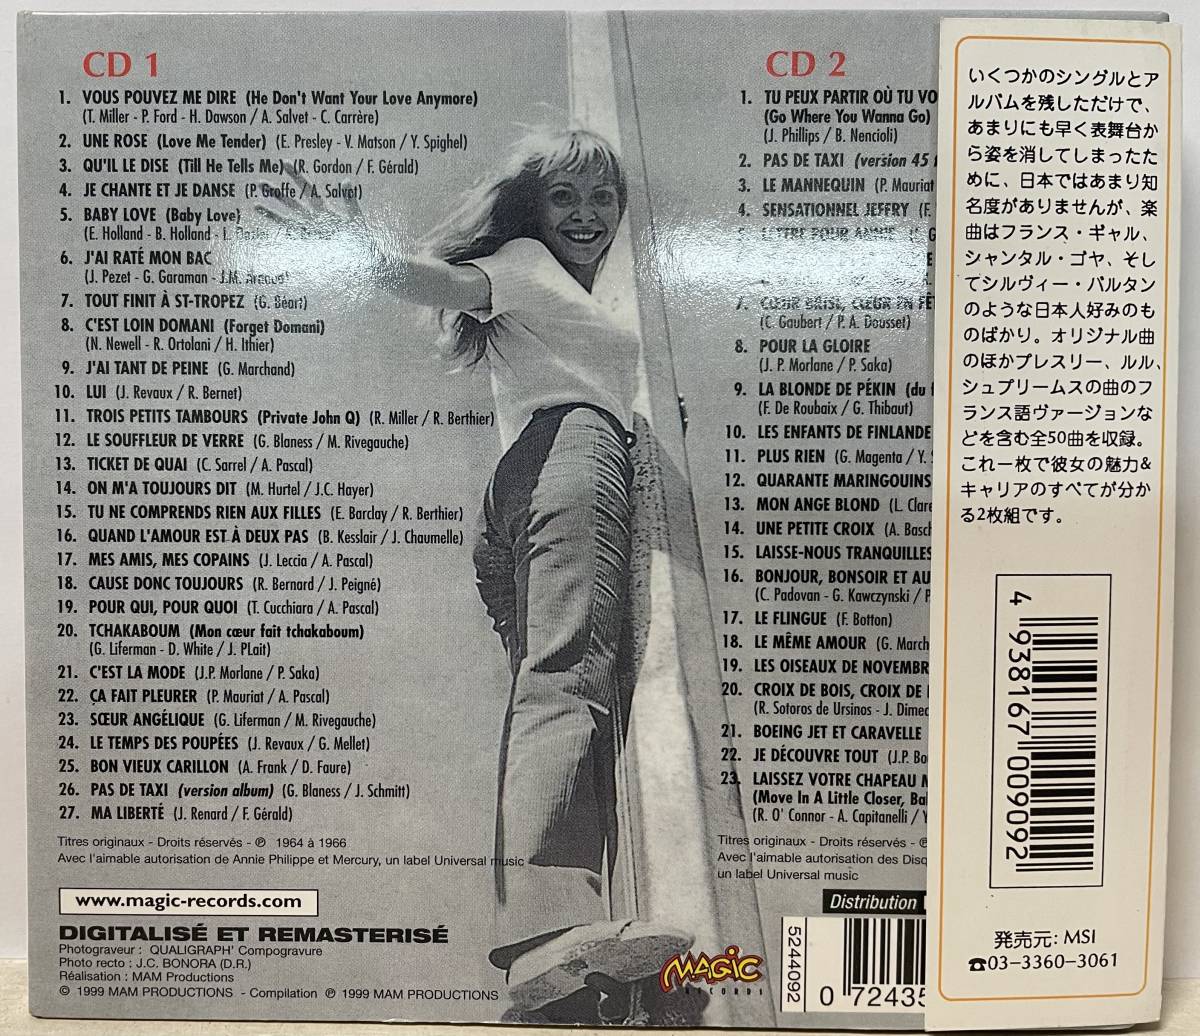 CD 1
1. VOUS POUVEZ ME DIRE (He Don't Want Your Love Anymore)
(T. Miller - P. Ford - H. Dawson / A. Salvet - C. Carrère)
2. UNE ROSE (Love Me Tender) (E. Presley - V. Matson / Y. Spighel)
3. QU'IL LE DISE (Till He Tells Me) (R. Gordon / F. Gérald)
4. JE CHANTE ET JE DANSE (P. Groffe / A. Salvet)
5. BABY LOVE (Baby Love)
(E. Holland - B. Holland - L.
6. J'AI RATÉ MON BAC
(J. Pezet - G. Garaman - J.M.
7. TOUT FINIT À ST-TROPEZ (G. Béart)
8. C'EST LOIN DOMANI (Forget Domani)
(N. Newell - R. Ortolani / H. Ithier)
9. J'AI TANT DE PEINE (G. Marchand)
10. LUI (J. Revaux / R. Bernet)
11. TROIS PETITS TAMBOURS (Private John Q) (R. Miller / R. Berthier)
12. LE SOUFFLEUR DE VERRE (G. Blaness / M. Rivegauche)
13. TICKET DE QUAI (C. Sarrel / A. Pascal)
14. ON M'A TOUJOURS DIT (M. Hurtel / J.C. Hayer)
15. TU NE COMPRENDS RIEN AUX FILLES (E. Barclay / R. Berthier)
16. QUAND L'AMOUR EST À DEUX PAS (B. Kesslair / J. Chaumelle)
17. MES AMIS, MES COPAINS (J. Leccia / A. Pascal)
18. CAUSE DONC TOUJOURS (R. Bernard / J. Peigné)
19. POUR QUI, POUR QUOI (T. Cucchiara / A. Pascal)
20. TCHAKABOUM (Mon cœur fait tchakaboum)
(G. Liferman - D. White / J. PLait)
21. C'EST LA MODE (J.P. Morlane / P. Saka)
22. ÇA FAIT PLEURER (P. Mauriat / A. Pascal)
23. SŒUR ANGÉLIQUE (G. Liferman / M. Rivegauche)
24. LE TEMPS DES POUPÉES (J. Revaux / G. Mellet)
25. BON VIEUX CARILLON (A. Frank / D. Faure)
26. PAS DE TAXI (version album) (G. Blaness / J. Schmitt)
27. MA LIBERTÉ (J. Renard / F. Gérald)
Titres originaux - Droits réservés - ℗ 1964 à 1966
Avec l'aimable autorisation de Annie Philippe et Mercury, un label Universal music
www.magic-records.com
DIGITALISÉ ET REMASTERISÉ
Photograveur : QUALIGRAPH' Compogravure
Photo recto : J.C. BONORA (D.R.)
Réalisation : MAM Productions
© 1999 MAM PRODUCTIONS - Compilation ℗ 1999 MAM PRODUCTIONS
CD 2
1. TU PEUX PARTIR OÙ TU VO
(Go Where You Wanna Go)
(J. Phillips / B. Nencioli)
2. PAS DE TAXI (version 45
3. LE MANNEQUIN (P. Mauriat
4. SENSATIONNEL JEFFRY (F.
5. LETTRE POUR ANNIE
7. CŒUR BRISÉ, CŒUR EN FÊT
(C. Gaubert / P.A. Dousset)
8. POUR LA GLOIRE
(J. P. Morlane / P. Saka)
9. LA BLONDE DE PÉKIN (du
(F. De Roubaix / G. Thibaut)
10. LES ENFANTS DE FINLANDE
11. PLUS RIEN (G. Magenta / Y.
12. QUARANTE MARINGOUINS
13. MON ANGE BLOND (L. Clare
14. UNE PETITE CROIX (A. Basch
15. LAISSE-NOUS TRANQUILLES
16. BONJOUR, BONSOIR ET AU
(C. Padovan - G. Kawczynski /
17. LE FLINGUE (F. Botton)
18. LE MÊME AMOUR (G. March
19. LES OISEAUX DE NOVEMBR
20. CROIX DE BOIS, CROIX DE
(R. Sotoros de Ursinos - J. Dimec
21. BOEING JET ET CARAVELLE
22. JE DÉCOUVRE TOUT (J.P. Bo
23. LAISSEZ VOTRE CHAPEAU
(Move In A Little Closer, Ba
(R. O' Connor - A. Capitanelli / Y
Titres originaux - Droits réservés - ℗
Avec l'aimable autorisation des Disq
un label Universal music
Distribution
MAGIC
RECORDS
5244092
0 72435
いくつかのシングルとア
ルバムを残しただけで、
あまりにも早く表舞台か
ら姿を消してしまったた
めに、日本ではあまり知
名度がありませんが、楽
曲はフランス・ギャル、
シャンタル・ゴヤ、そし
てシルヴィー・バルタン
のような日本人好みのも
のばかり。オリジナル曲
のほかプレスリー、ルル、
シュプリームスの曲のフ
ランス語ヴァージョンな
どを含む全50曲を収録。
これ一枚で彼女の魅力&
キャリアのすべてが分か
る2枚組です。
4 938167 009092
発売元: MSI
☎03-3360-3061